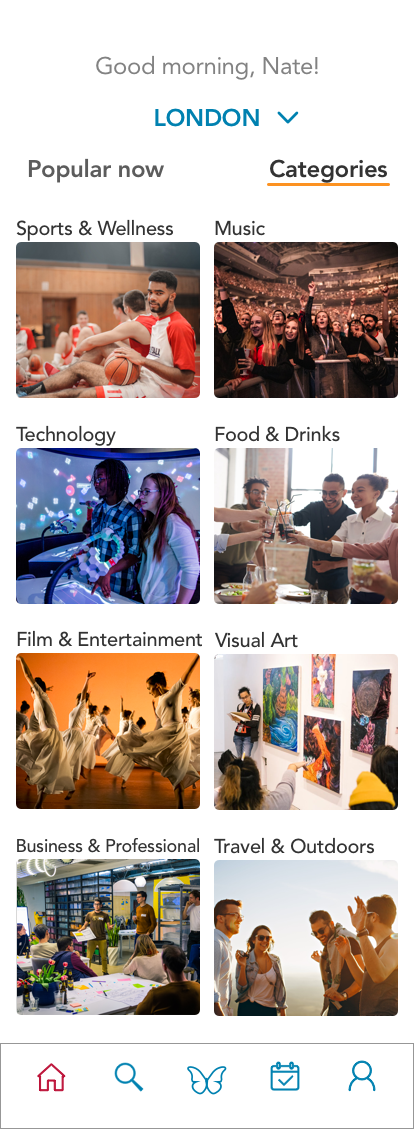 Good morning, Nate!
LONDON
Popular now
Categories
Sports & Wellness
Music
Technology
Food & Drinks
Film & Entertainment
Visual Art
Business & Professional
Travel & Outdoors